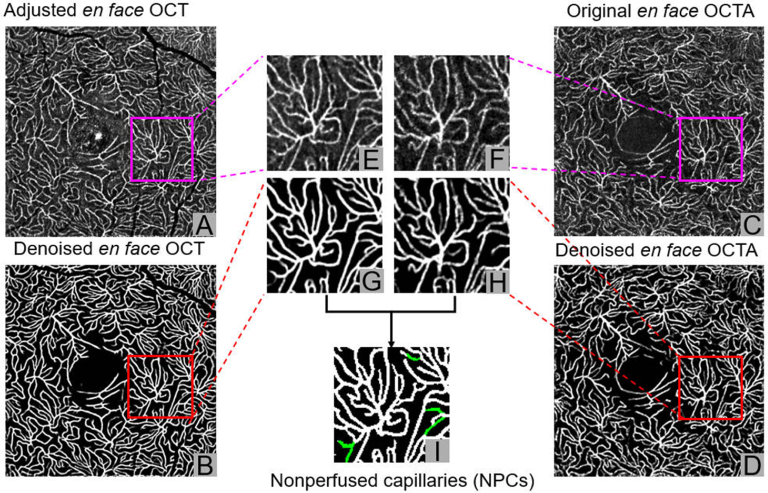 Adjusted en face OCT
Original en face OCTA
E
F
A
C
Denoised en face OCT
Denoised en face OCTA
G
H
B
I
D
Nonperfused capillaries (NPCs)